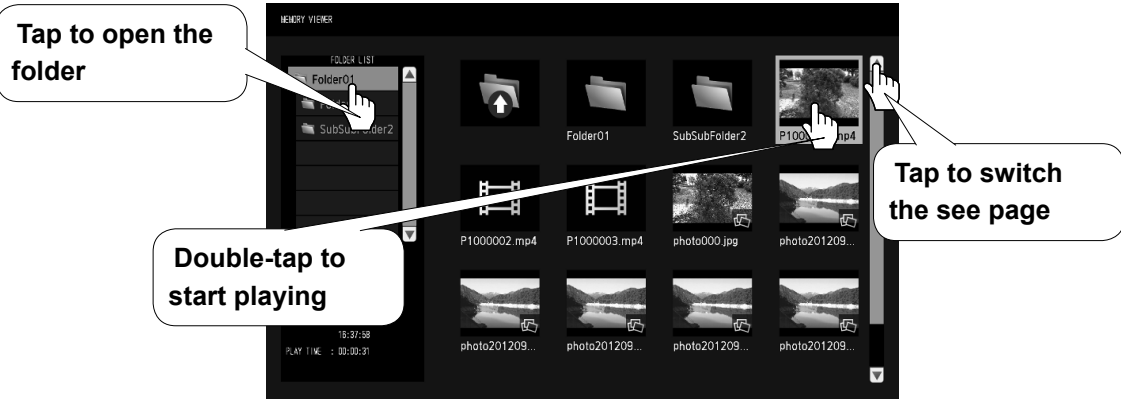 Tap to open the
folder
MEMORY VIEWER
FOLDER LIST
Folder01
SubSubFolder2
Folder01
SubSubFolder2
P1000002.mp4
P1000003.mp4
photo000.jpg
photo201209...
Tap to switch
the see page
Double-tap to
start playing
16:37:58
PLAY TIME : 00:00:31
photo201209...
photo201209...
photo201209...
photo201209...